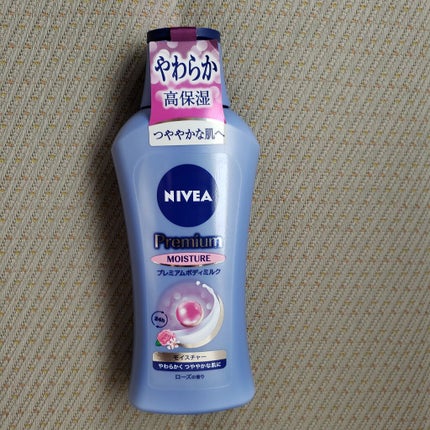 やわらか
高保湿
つややかな肌へ
NIVEA
Premium
MOISTURE
プレミアムボディミルク
24h
モイスチャー
やわらかく つややかな肌に
ローズの香り